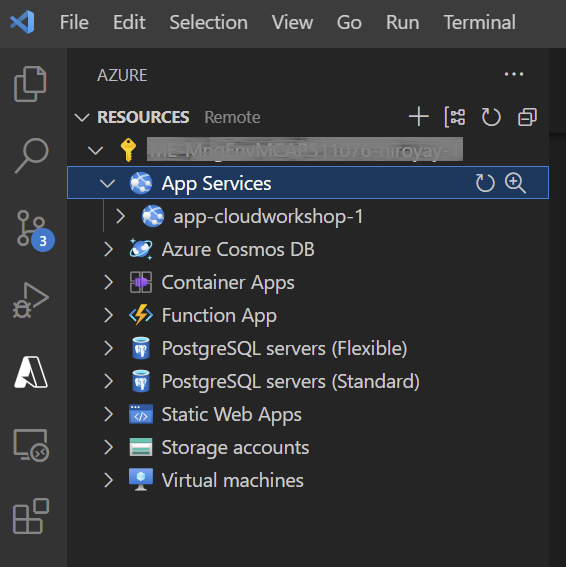 File Edit Selection View Go Run Terminal
AZURE
RESOURCES Remote
App Services
app-cloudworkshop-1
3
Azure Cosmos DB
Container Apps
Function App
PostgreSQL servers (Flexible)
PostgreSQL servers (Standard)
Static Web Apps
Storage accounts
Virtual machines